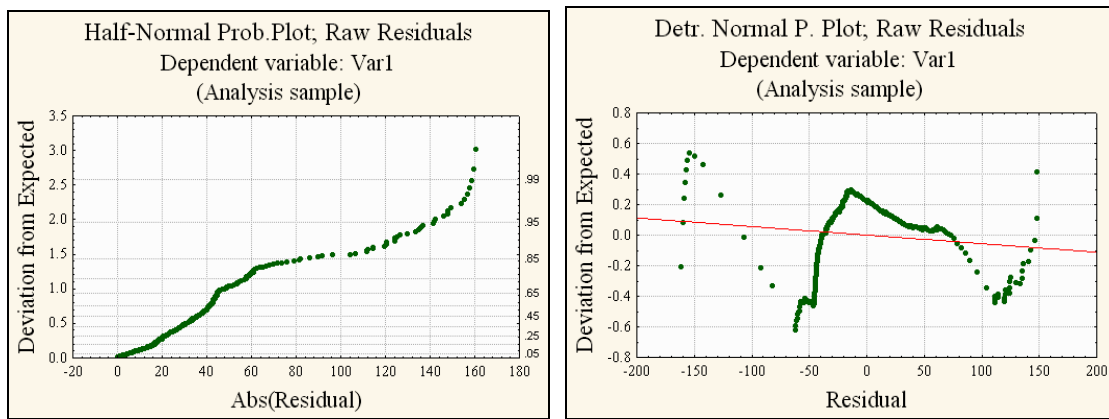 Half-Normal Prob.Plot; Raw Residuals
Dependent variable: Var1
(Analysis sample)
Deviation from Expected
3.5
3.0
2.5
2.0
1.5
1.0
0.5
0.0
.99
.95
.85
.65
.45
.25
.05
-20 0 20 40 60 80 100 120 140 160 180
Abs(Residual)
Detr. Normal P. Plot; Raw Residuals
Dependent variable: Var1
(Analysis sample)
Deviation from Expected
0.8
0.6
0.4
0.2
0.0
-0.2
-0.4
-0.6
-0.8
-200 -150 -100 -50 0 50 100 150 200
Residual